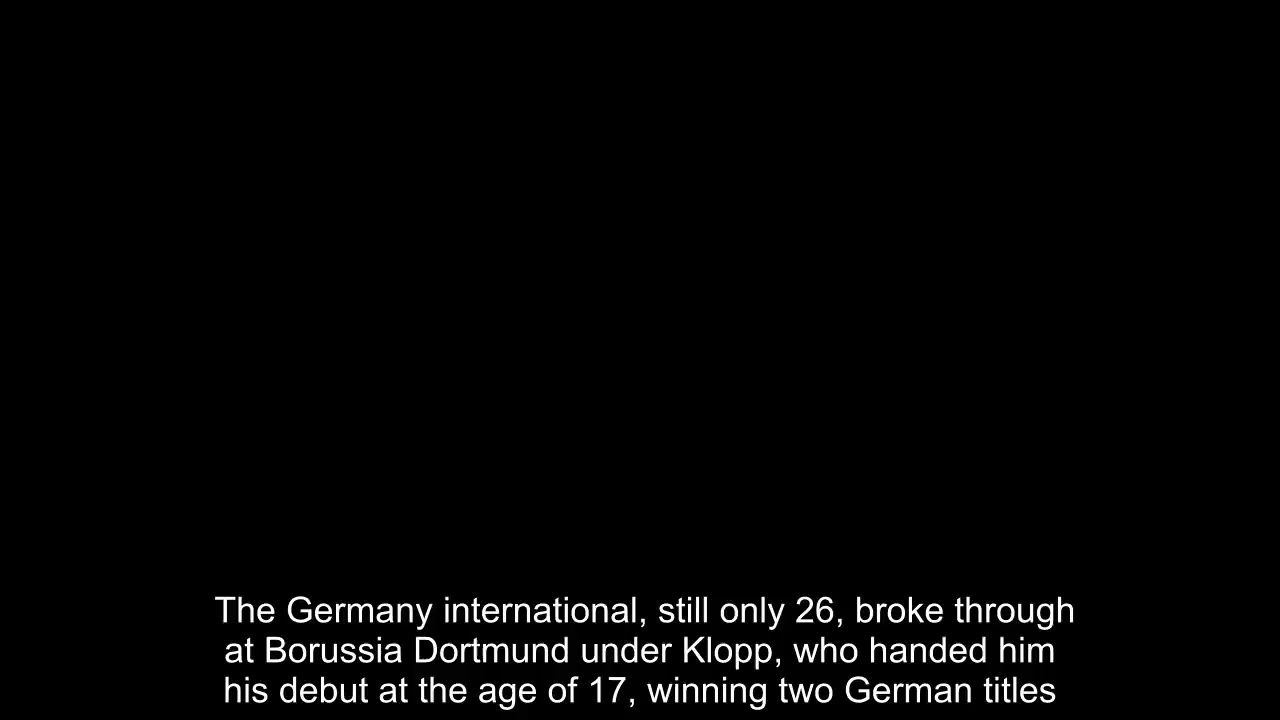 The Germany international, still only 26, broke through
at Borussia Dortmund under Klopp, who handed him
his debut at the age of 17, winning two German titles